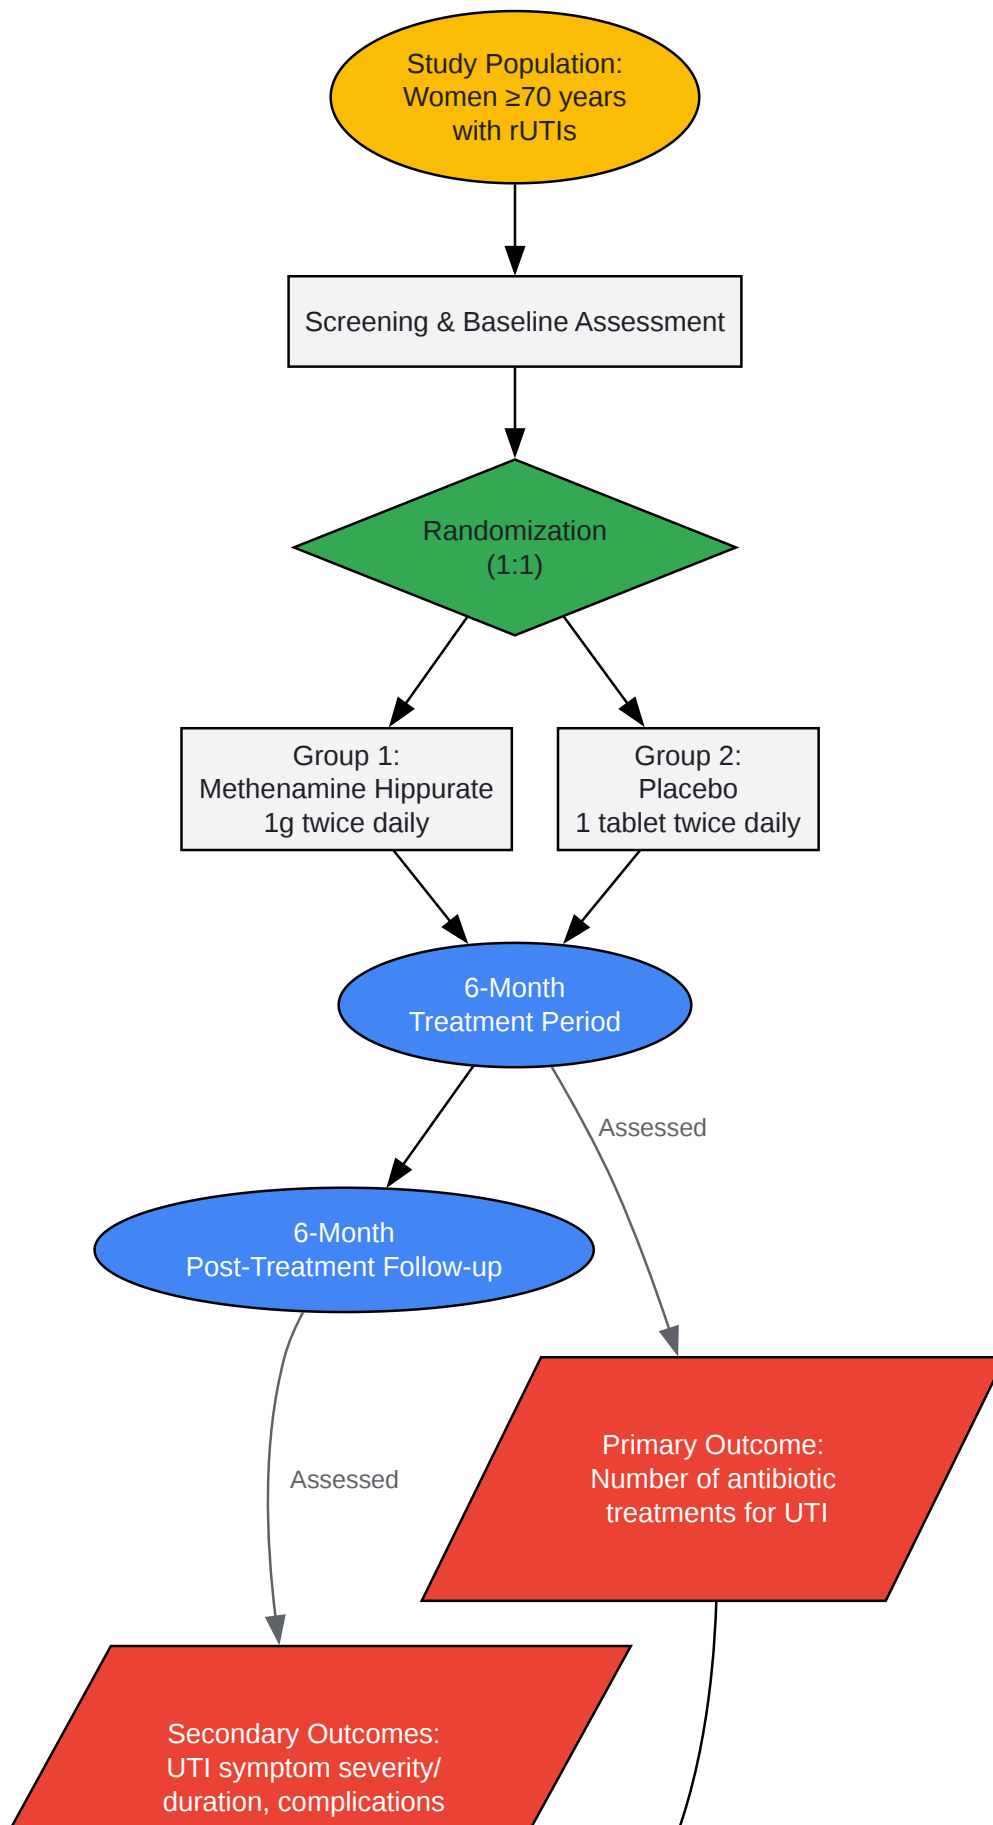 Study Population:
Women ≥70 years
with rUTIs
Screening & Baseline Assessment
Randomization
(1:1)
Group 1:
Methenamine Hippurate
1g twice daily
Group 2:
Placebo
1 tablet twice daily
6-Month
Treatment Period
Assessed
6-Month
Post-Treatment Follow-up
Primary Outcome:
Number of antibiotic
treatments for UTI
Assessed
Secondary Outcomes:
UTI symptom severity/
duration, complications